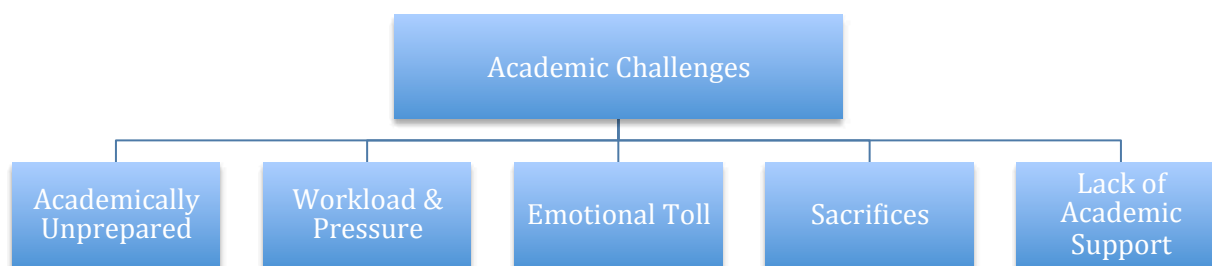 Academic Challenges
Academically
Unprepared
Workload &
Pressure
Emotional Toll
Sacrifices
Lack of
Academic
Support